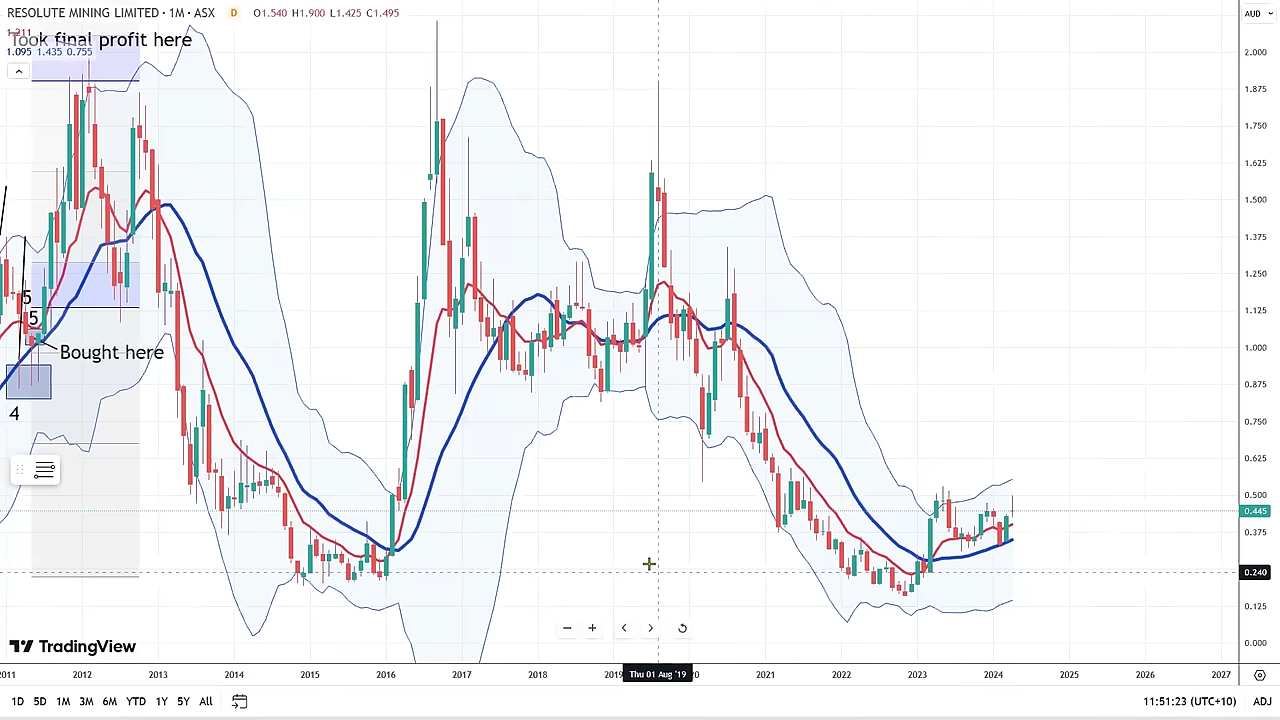 RESOLUTE MINING LIMITED · 1M · ASX D O1.540 H1.900 L1.425 C1.495
AUD
1.211
Took final profit here
1.095 1.435 0.755
2.000
1.875
1.750
1.625
1.500
1.375
1.250
1.125
1.000
0.875
0.750
0.625
0.500
0.445
0.375
0.240
0.125
0.000
5
5
Bought here
4
TradingView
2011 2012 2013 2014 2015 2016 2017 2018 2019 Thu 01 Aug '19 20 2021 2022 2023 2024 2025 2026 2027
1D 5D 1M 3M 6M YTD 1Y 5Y All
11:51:23 (UTC+10) ADJ